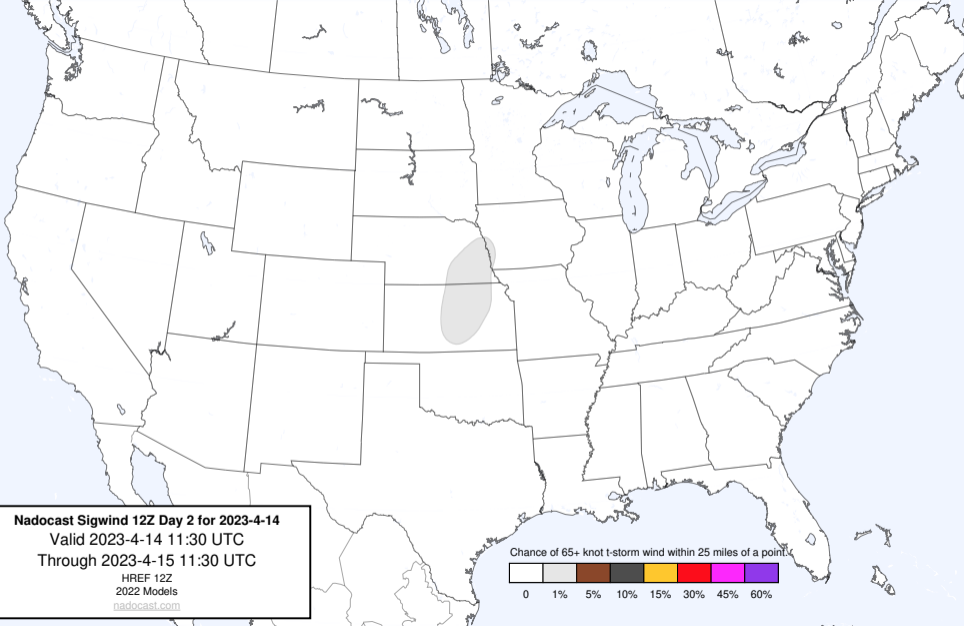 Nadocast Sigwind 12Z Day 2 for 2023-4-14
Valid 2023-4-14 11:30 UTC
Through 2023-4-15 11:30 UTC
HREF 12Z
2022 Models
nadocast.com
Chance of 65+ knot t-storm wind within 25 miles of a point.
0 1% 5% 10% 15% 30% 45% 60%